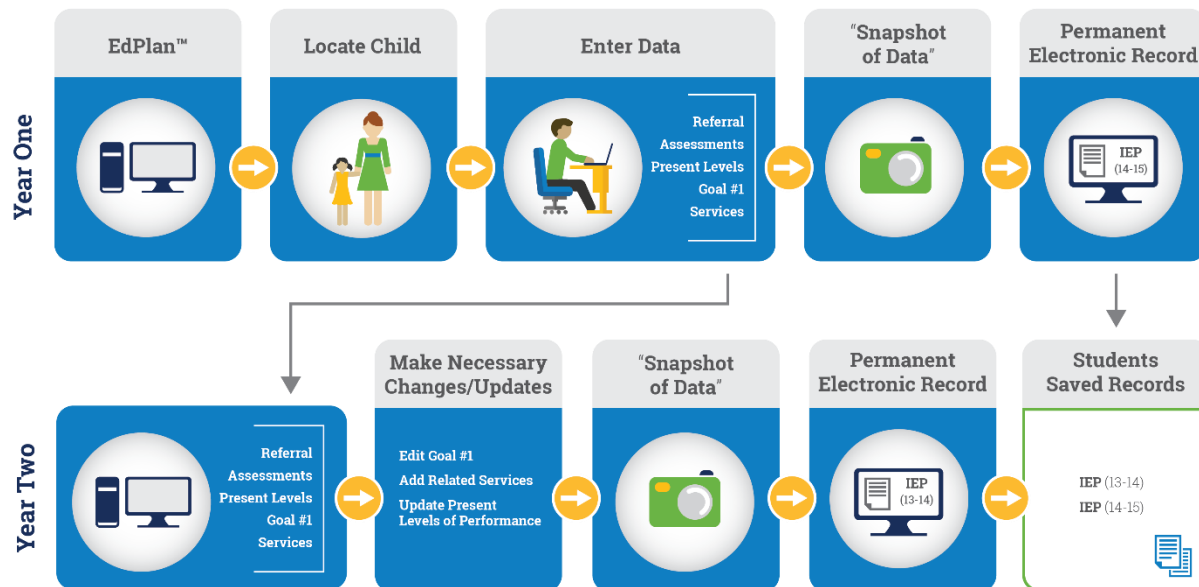 Year One
EdPlan™
Locate Child
Enter Data
Referral
Assessments
Present Levels
Goal #1
Services
"Snapshot
of Data"
Permanent
Electronic Record
IEP
(14-15)
Year Two
Referral
Assessments
Present Levels
Goal #1
Services
Make Necessary
Changes/Updates
Edit Goal #1
Add Related Services
Update Present
Levels of Performance
"Snapshot
of Data"
Permanent
Electronic Record
IEP
(13-14)
Students
Saved Records
IEP (13-14)
IEP (14-15)